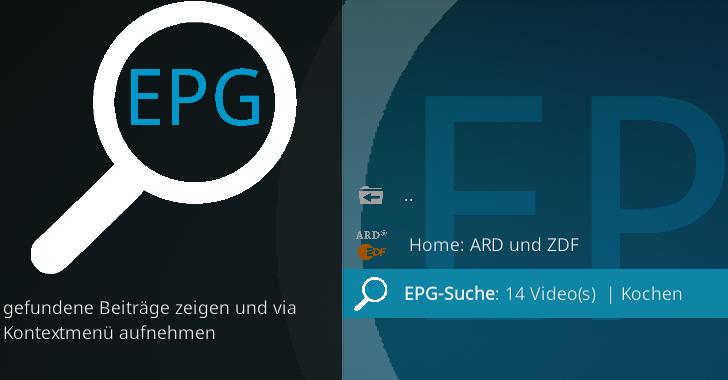 EPG
gefundene Beiträge zeigen und via
Kontextmenü aufnehmen
EP
..
ARD
ZDF
Home: ARD und ZDF
EPG-Suche: 14 Video(s) | Kochen